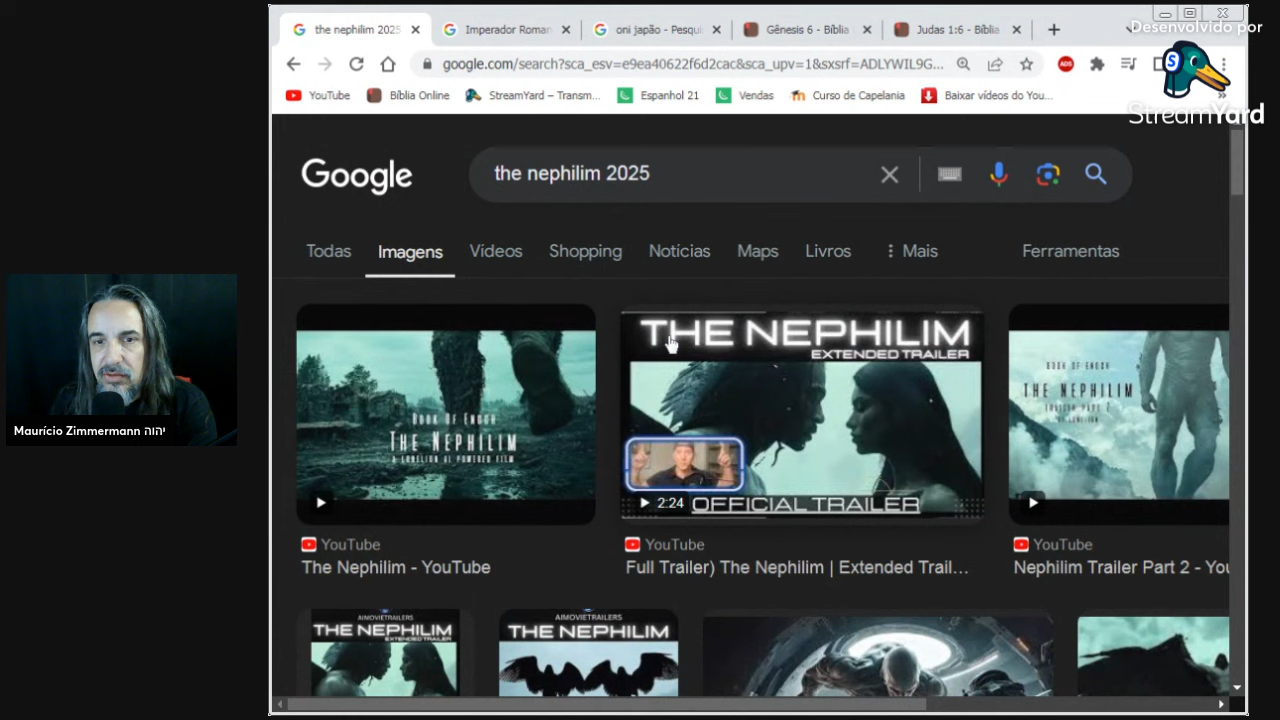 the nephilim 2025
Imperador Roman
oni japão - Pesqui
Gênesis 6 - Bíblia
Judas 1:6 - Bíblia
Desenvolvido por
google.com/search?sca_esv=e9ea40622f6d2cac&sca_upv=1&sxsrf=ADLYWIL9G...
ADS
YouTube
Bíblia Online
StreamYard – Transm...
Espanhol 21
Vendas
Curso de Capelania
Baixar vídeos do You...
StreamYard
Google
the nephilim 2025
Todas
Imagens
Vídeos
Shopping
Notícias
Maps
Livros
Mais
Ferramentas
BOOK OF ENOCH
THE NEPHILIM
THE NEPHILIM
EXTENDED TRAILER
2:24
OFFICIAL TRAILER
BOOK OF ENOCH
THE NEPHILIM
TRAILER PART 2
Maurício Zimmermann יהוה
YouTube
The Nephilim - YouTube
YouTube
Full Trailer) The Nephilim | Extended Trail...
YouTube
Nephilim Trailer Part 2 - You
AIMOVIETRAILERS
THE NEPHILIM
EXTENDED TRAILER
AIMOVIETRAILERS
THE NEPHILIM